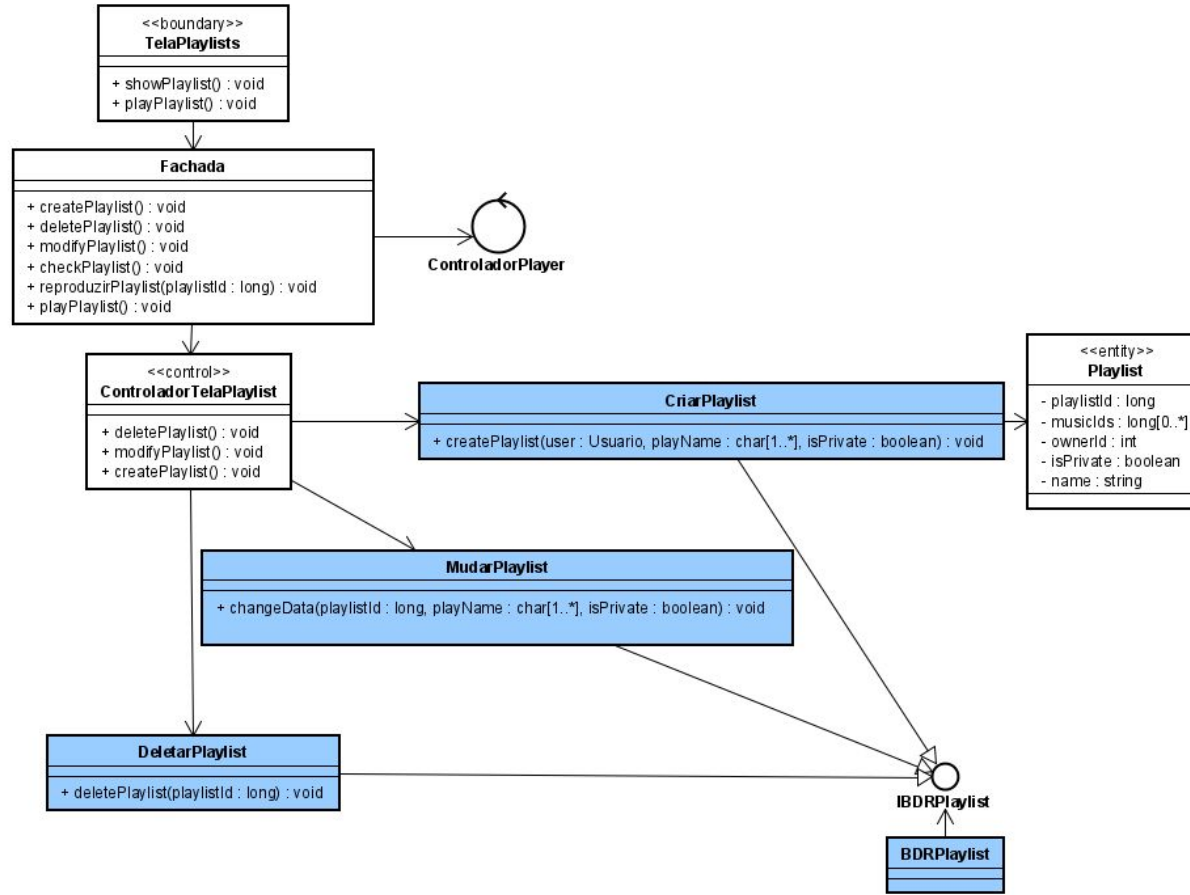 <<boundary>>
TelaPlaylists
+ showPlaylist() : void
+ playPlaylist() : void
Fachada
+ createPlaylist() : void
+ deletePlaylist() : void
+ modifyPlaylist() : void
+ checkPlaylist() : void
+ reproduzirPlaylist(playlistId : long) : void
+ playPlaylist() : void
ControladorPlayer
<<control>>
ControladorTelaPlaylist
+ deletePlaylist() : void
+ modifyPlaylist() : void
+ createPlaylist() : void
CriarPlaylist
+ createPlaylist(user : Usuario, playName : char[1..*], isPrivate : boolean) : void
<<entity>>
Playlist
- playlistId : long
- musicIds : long[0..*]
- ownerId : int
- isPrivate : boolean
- name : string
MudarPlaylist
+ changeData(playlistId : long, playName : char[1..*], isPrivate : boolean) : void
DeletarPlaylist
+ deletePlaylist(playlistId : long) : void
IBDRPlaylist
BDRPlaylist